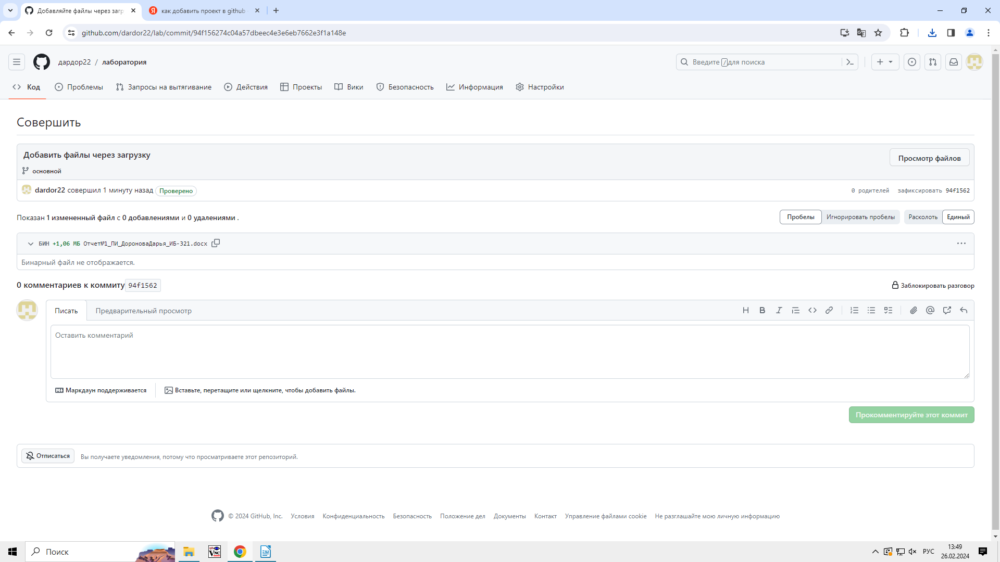 Добавляйте файлы через загр
как добавить проект в github
github.com/dardor22/lab/commit/94f156274c04a57dbeec4e3e6eb7662e3f1a148e
дардор22 / лаборатория
Введите / для поиска
Код Проблемы Запросы на вытягивание Действия Проекты Вики Безопасность Информация Настройки
Совершить
Добавить файлы через загрузку
Просмотр файлов
основной
dardor22 совершил 1 минуту назад Проверено
0 родителей зафиксировать 94f1562
Показан 1 измененный файл с 0 добавлениями и 0 удалениями .
Пробелы Игнорировать пробелы Расколоть Единый
БИН +1,06 МБ Отчет№1_ПИ_ДороноваДарья_ИБ-321.docx
Бинарный файл не отображается.
0 комментариев к коммиту 94f1562
Заблокировать разговор
Писать Предварительный просмотр
Оставить комментарий
Маркдаун поддерживается
Вставьте, перетащите или щелкните, чтобы добавить файлы.
Прокомментируйте этот коммит
Отписаться Вы получаете уведомления, потому что просматриваете этот репозиторий.
© 2024 GitHub, Inc. Условия Конфиденциальность Безопасность Положение дел Документы Контакт Управление файлами cookie Не разглашайте мою личную информацию
Поиск
VNC
РУС
13:49
26.02.2024